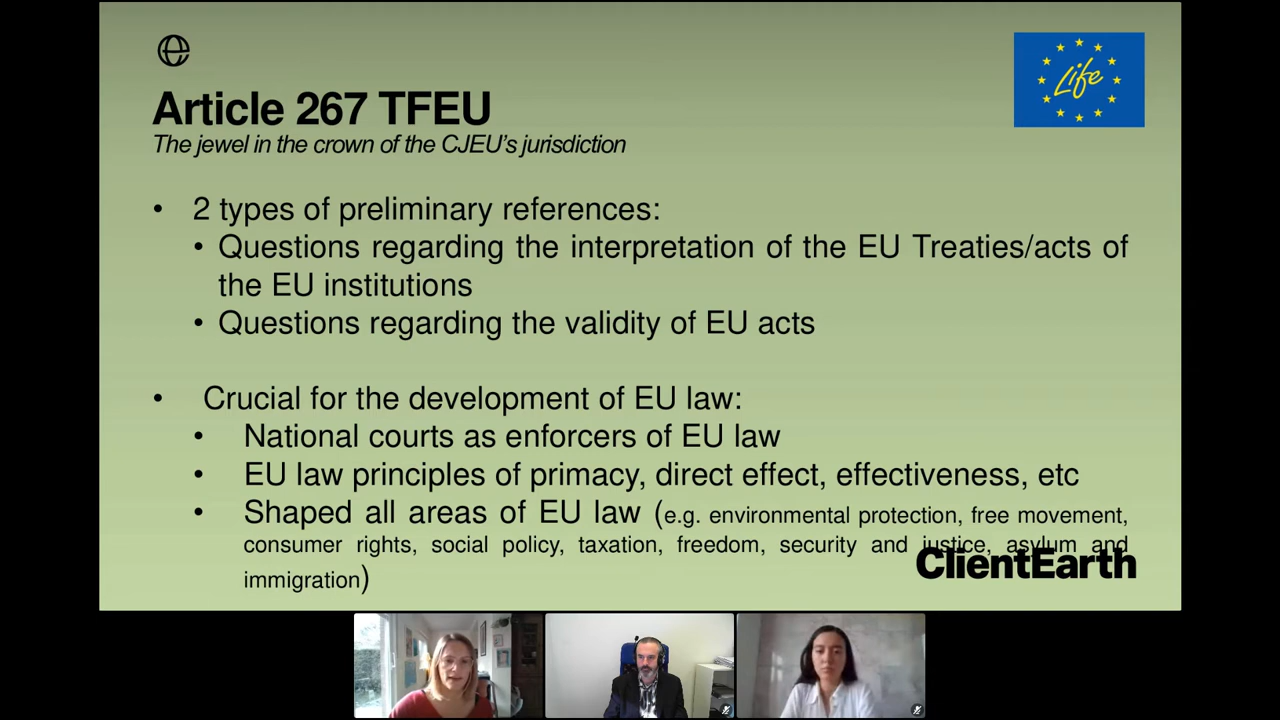 Life
Article 267 TFEU
The jewel in the crown of the CJEU's jurisdiction
• 2 types of preliminary references:
• Questions regarding the interpretation of the EU Treaties/acts of
the EU institutions
• Questions regarding the validity of EU acts
• Crucial for the development of EU law:
• National courts as enforcers of EU law
• EU law principles of primacy, direct effect, effectiveness, etc
• Shaped all areas of EU law (e.g. environmental protection, free movement,
consumer rights, social policy, taxation, freedom, security and justice, asylum and
immigration)
ClientEarth